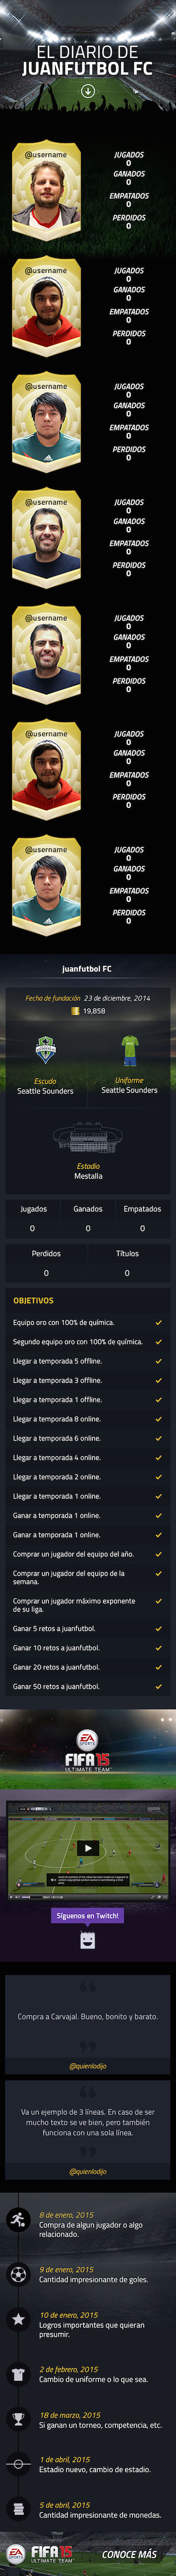 EL DIARIO DE
JUANFUTBOL FC
@username
JUGADOS
0
GANADOS
0
EMPATADOS
0
PERDIDOS
0
@username
JUGADOS
0
GANADOS
0
EMPATADOS
0
PERDIDOS
0
@username
JUGADOS
0
GANADOS
0
EMPATADOS
0
PERDIDOS
0
@username
JUGADOS
0
GANADOS
0
EMPATADOS
0
PERDIDOS
0
@username
JUGADOS
0
GANADOS
0
EMPATADOS
0
PERDIDOS
0
@username
JUGADOS
0
GANADOS
0
EMPATADOS
0
PERDIDOS
0
@username
JUGADOS
0
GANADOS
0
EMPATADOS
0
PERDIDOS
0
juanfutbol FC
Fecha de fundación 23 de diciembre, 2014
19,858
Escudo
Seattle Sounders
Uniforme
Seattle Sounders
Estadio
Mestalla
Jugados Ganados Empatados
0 0 0
Perdidos Títulos
0 0
OBJETIVOS
Equipo oro con 100% de química.
Segundo equipo oro con 100% de química.
Llegar a temporada 5 offline.
Llegar a temporada 3 offline.
Llegar a temporada 1 offline.
Llegar a temporada 8 online.
Llegar a temporada 6 online.
Llegar a temporada 4 online.
Llegar a temporada 2 online.
Llegar a temporada 1 online.
Ganar a temporada 1 online.
Ganar a temporada 1 online.
Comprar un jugador del equipo del año.
Comprar un jugador del equipo de la
semana.
Comprar un jugador máximo exponente
de su liga.
Ganar 5 retos a juanfutbol.
Ganar 10 retos a juanfutbol.
Ganar 20 retos a juanfutbol.
Ganar 50 retos a juanfutbol.
EA
SPORTS
FIFA 15
ULTIMATE TEAM
Síguenos en Twitch!
Compra a Carvajal. Bueno, bonito y barato.
@quienlodijo
Va un ejemplo de 3 líneas. En caso de ser
mucho texto se ve bien, pero también
funciona con una sola línea.
@quienlodijo
8 de enero, 2015
Compra de algun jugador o algo
relacionado.
9 de enero, 2015
Cantidad impresionante de goles.
10 de enero, 2015
Logros importantes que quieran
presumir.
2 de febrero, 2015
Cambio de uniforme o lo que sea.
18 de marzo, 2015
Si ganan un torneo, competencia, etc.
1 de abril, 2015
Estadio nuevo, cambio de estadio.
5 de abril, 2015
Cantidad impresionante de monedas.
EA
SPORTS
FIFA 15
ULTIMATE TEAM
CONOCE MÁS